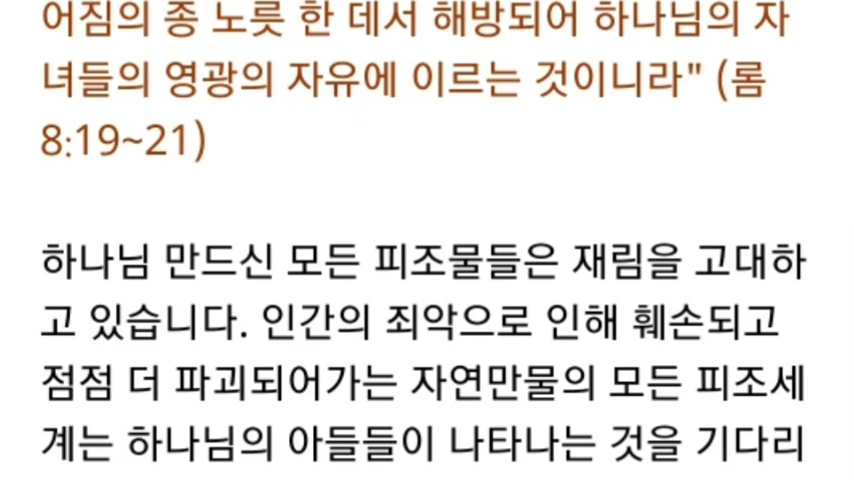 어짐의 종 노릇 한 데서 해방되어 하나님의 자
녀들의 영광의 자유에 이르는 것이니라" (롬
8:19~21)
하나님 만드신 모든 피조물들은 재림을 고대하
고 있습니다. 인간의 죄악으로 인해 훼손되고
점점 더 파괴되어가는 자연만물의 모든 피조세
계는 하나님의 아들들이 나타나는 것을 기다리